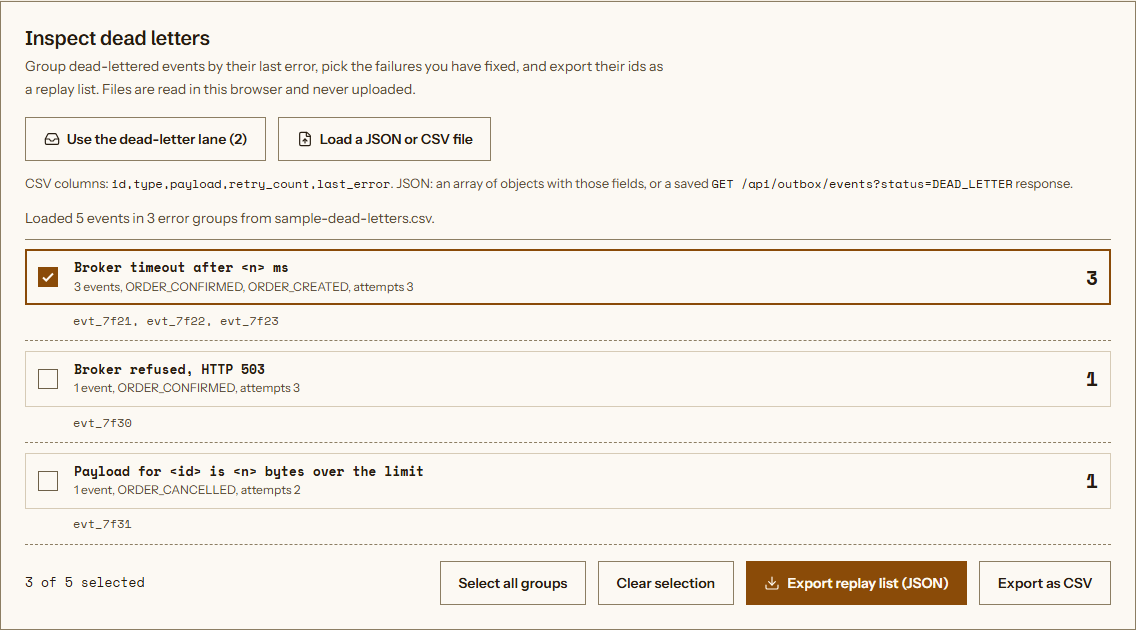 Inspect dead letters
Group dead-lettered events by their last error, pick the failures you have fixed, and export their ids as
a replay list. Files are read in this browser and never uploaded.
Use the dead-letter lane (2)
Load a JSON or CSV file
CSV columns: id,type,payload,retry_count,last_error. JSON: an array of objects with those fields, or a saved GET /api/outbox/events?status=DEAD_LETTER response.
Loaded 5 events in 3 error groups from sample-dead-letters.csv.
Broker timeout after <n> ms
3 events, ORDER_CONFIRMED, ORDER_CREATED, attempts 3
3
evt_7f21, evt_7f22, evt_7f23
Broker refused, HTTP 503
1 event, ORDER_CONFIRMED, attempts 3
1
evt_7f30
Payload for <id> is <n> bytes over the limit
1 event, ORDER_CANCELLED, attempts 2
1
evt_7f31
3 of 5 selected
Select all groups
Clear selection
Export replay list (JSON)
Export as CSV